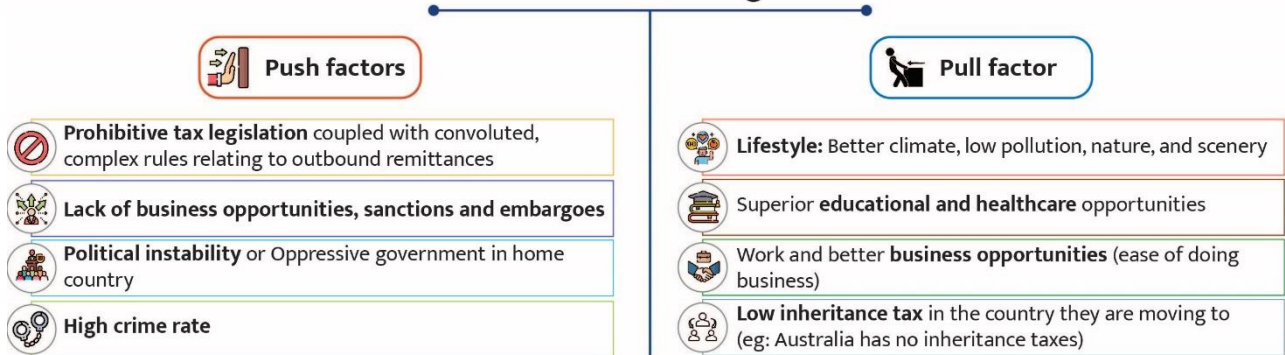 Push factors
Prohibitive tax legislation coupled with convoluted,
complex rules relating to outbound remittances
Lack of business opportunities, sanctions and embargoes
Political instability or Oppressive government in home
country
High crime rate
Pull factor
Lifestyle: Better climate, low pollution, nature, and scenery
Superior educational and healthcare opportunities
Work and better business opportunities (ease of doing
business)
Low inheritance tax in the country they are moving to
(eg: Australia has no inheritance taxes)